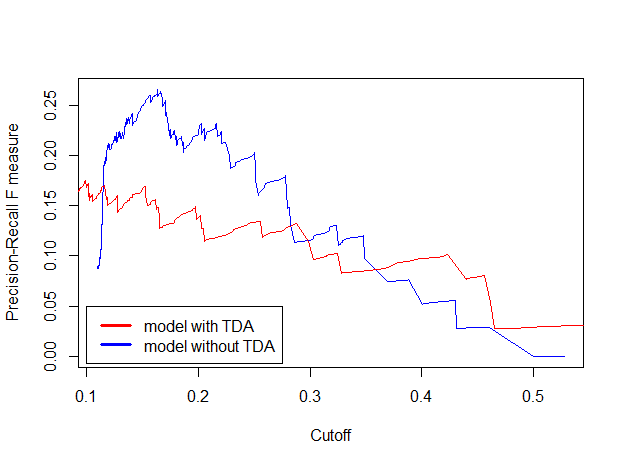 Precision-Recall F measure
0.25
0.20
0.15
0.10
0.05
0.00
model with TDA
model without TDA
0.1 0.2 0.3 0.4 0.5
Cutoff